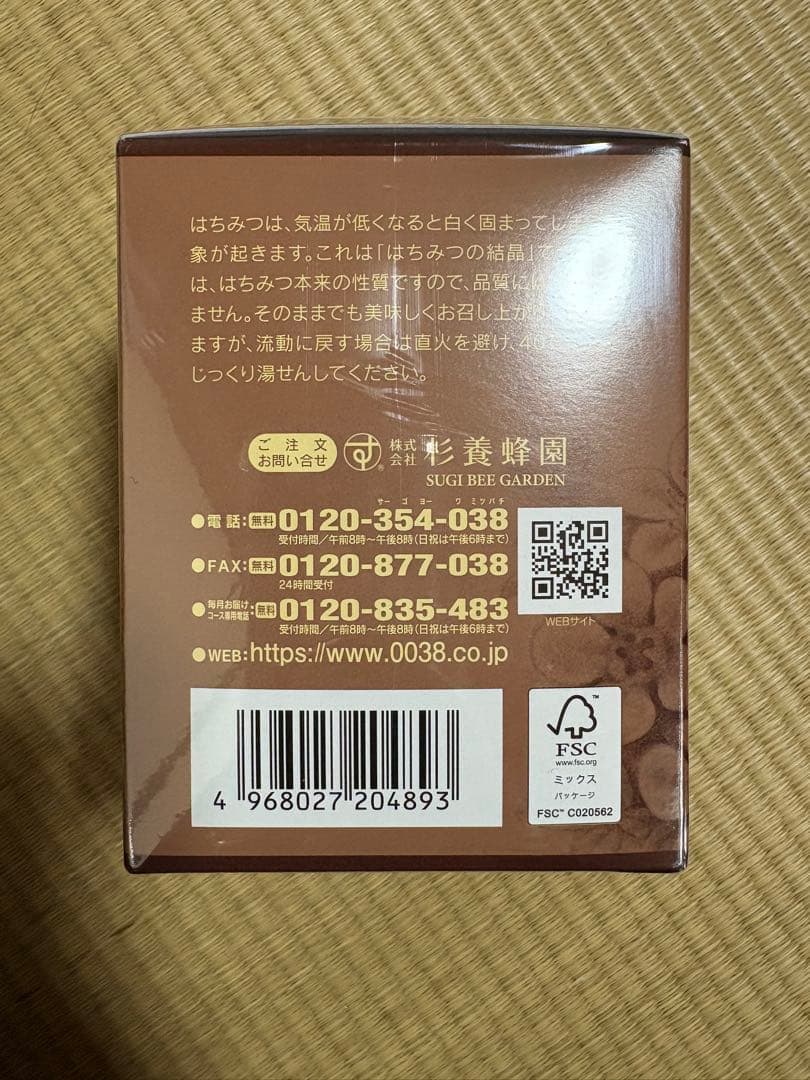 はちみつは、気温が低くなると白く固まってしま
象が起きます。これは「はちみつの結晶」で
は、はちみつ本来の性質ですので、品質には
ません。そのままでも美味しくお召し上が
ますが、流動に戻す場合は直火を避け、40
じっくり湯せんしてください。
ご注文
お問い合せ
株式会社 杉養蜂園
SUGI BEE GARDEN
サーゴヨー ワ ミツバチ
●電話:無料0120-354-038
受付時間／午前8時～午後8時(日祝は午後6時まで)
●FAX:無料0120-877-038
24時間受付
●毎月お届けコース専用電話:無料0120-835-483
受付時間／午前8時～午後8時(日祝は午後6時まで)
●WEB:https://www.0038.co.jp
WEBサイト
4 968027 204893
™
FSC
www.fsc.org
ミックス
パッケージ
FSC™ C020562